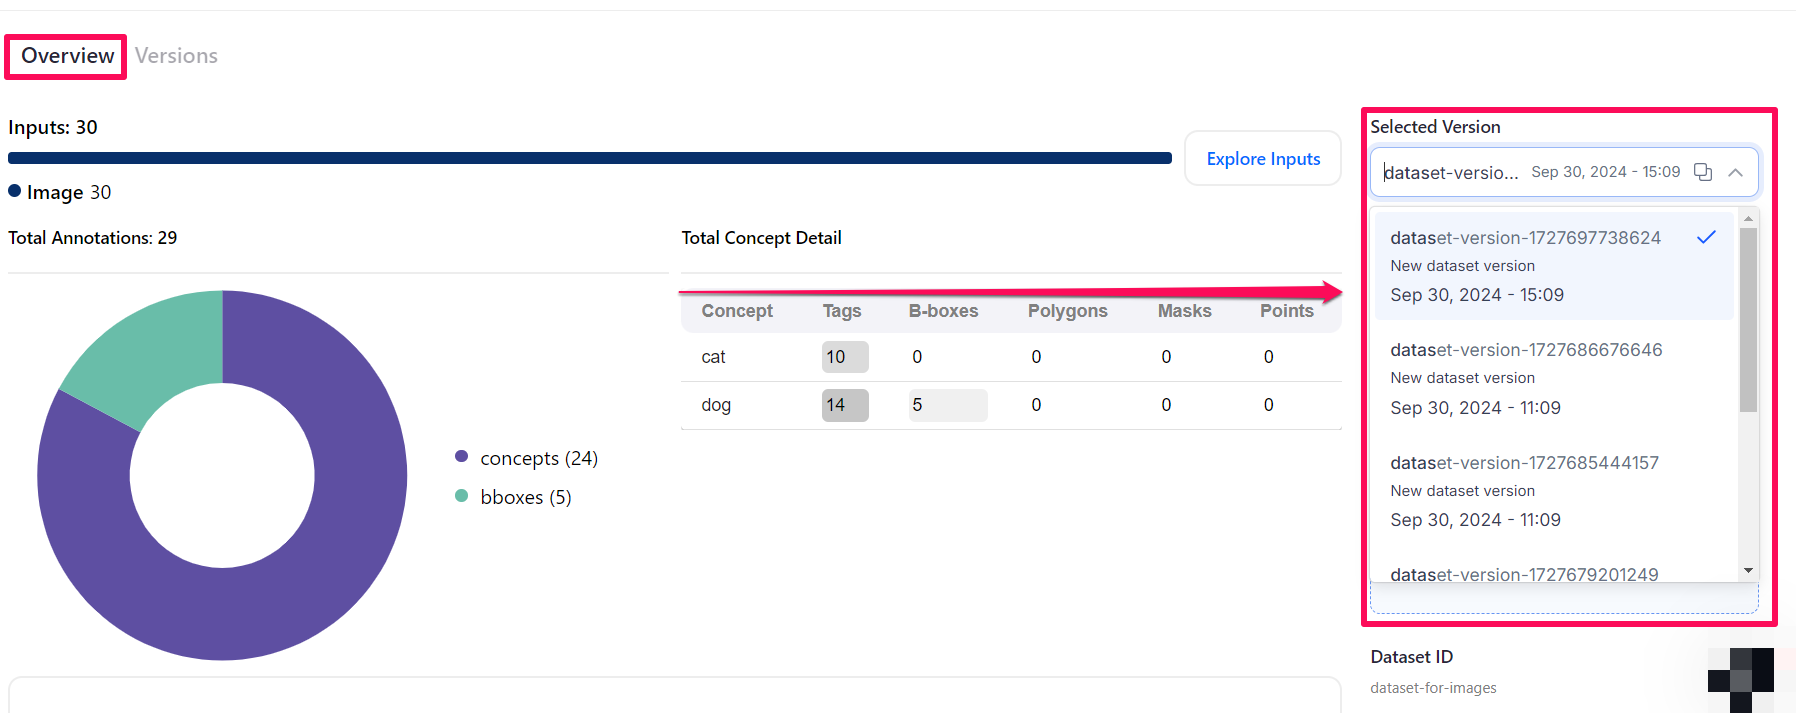 Overview Versions
Inputs: 30
Explore Inputs
Image 30
Total Annotations: 29
concepts (24)
bboxes (5)
Total Concept Detail
Concept Tags B-boxes Polygons Masks Points
cat 10 0 0 0 0
dog 14 5 0 0 0
Selected Version
dataset-versio... Sep 30, 2024 - 15:09
dataset-version-1727697738624
New dataset version
Sep 30, 2024 - 15:09
dataset-version-1727686676646
New dataset version
Sep 30, 2024 - 11:09
dataset-version-1727685444157
New dataset version
Sep 30, 2024 - 11:09
dataset-version-1727679201249
Dataset ID
dataset-for-images